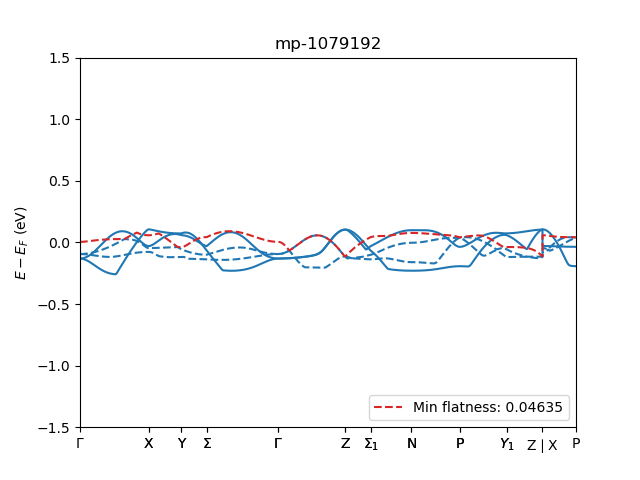 mp-1079192
1.5
1.0
0.5
0.0
−0.5
−1.0
−1.5
E − E_F (eV)
Min flatness: 0.04635
Γ X Y Σ Γ Z Σ₁ N P Y₁ Z | X P